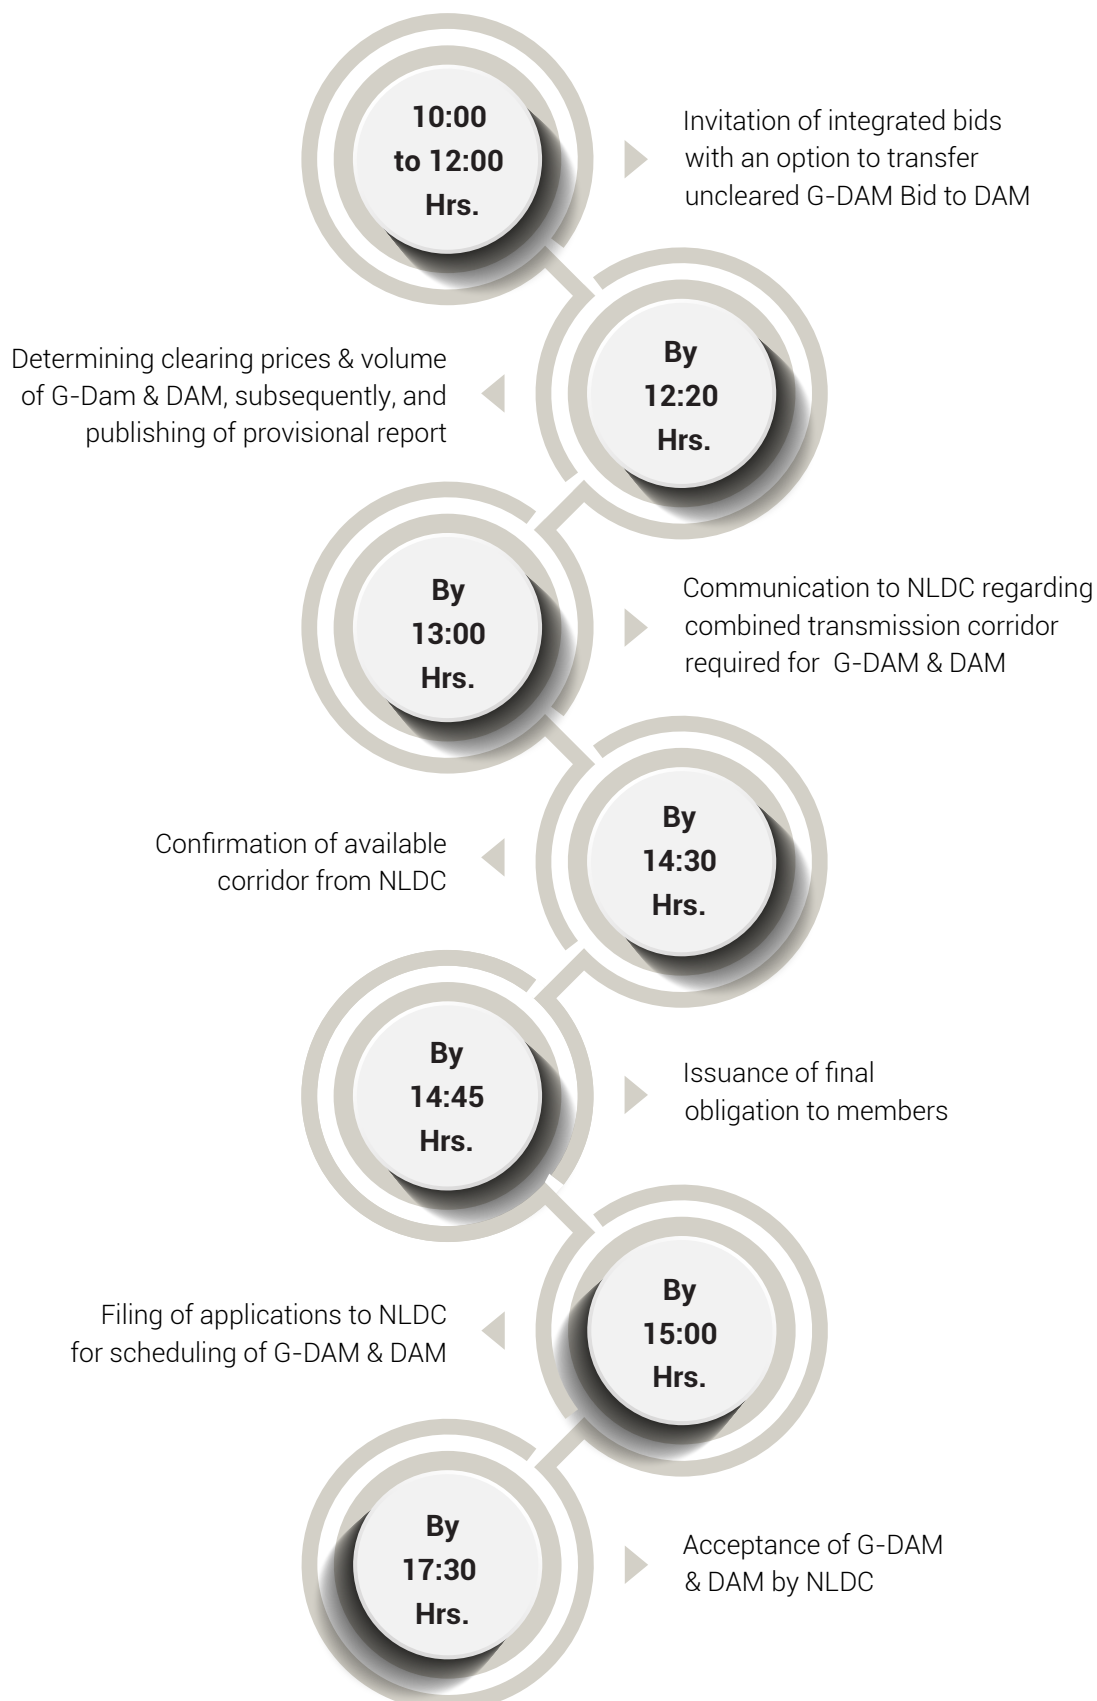 10:00
to 12:00
Hrs.
Invitation of integrated bids
with an option to transfer
uncleared G-DAM Bid to DAM
By
12:20
Hrs.
Determining clearing prices & volume
of G-Dam & DAM, subsequently, and
publishing of provisional report
By
13:00
Hrs.
Communication to NLDC regarding
combined transmission corridor
required for G-DAM & DAM
By
14:30
Hrs.
Confirmation of available
corridor from NLDC
By
14:45
Hrs.
Issuance of final
obligation to members
By
15:00
Hrs.
Filing of applications to NLDC
for scheduling of G-DAM & DAM
By
17:30
Hrs.
Acceptance of G-DAM
& DAM by NLDC